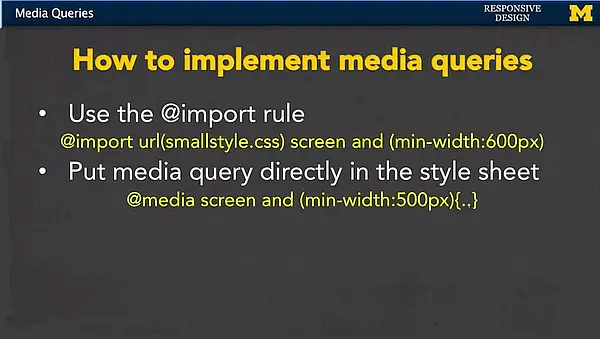 Media Queries
RESPONSIVE
DESIGN
M
How to implement media queries
• Use the @import rule
@import url(smallstyle.css) screen and (min-width:600px)
• Put media query directly in the style sheet
@media screen and (min-width:500px){..}